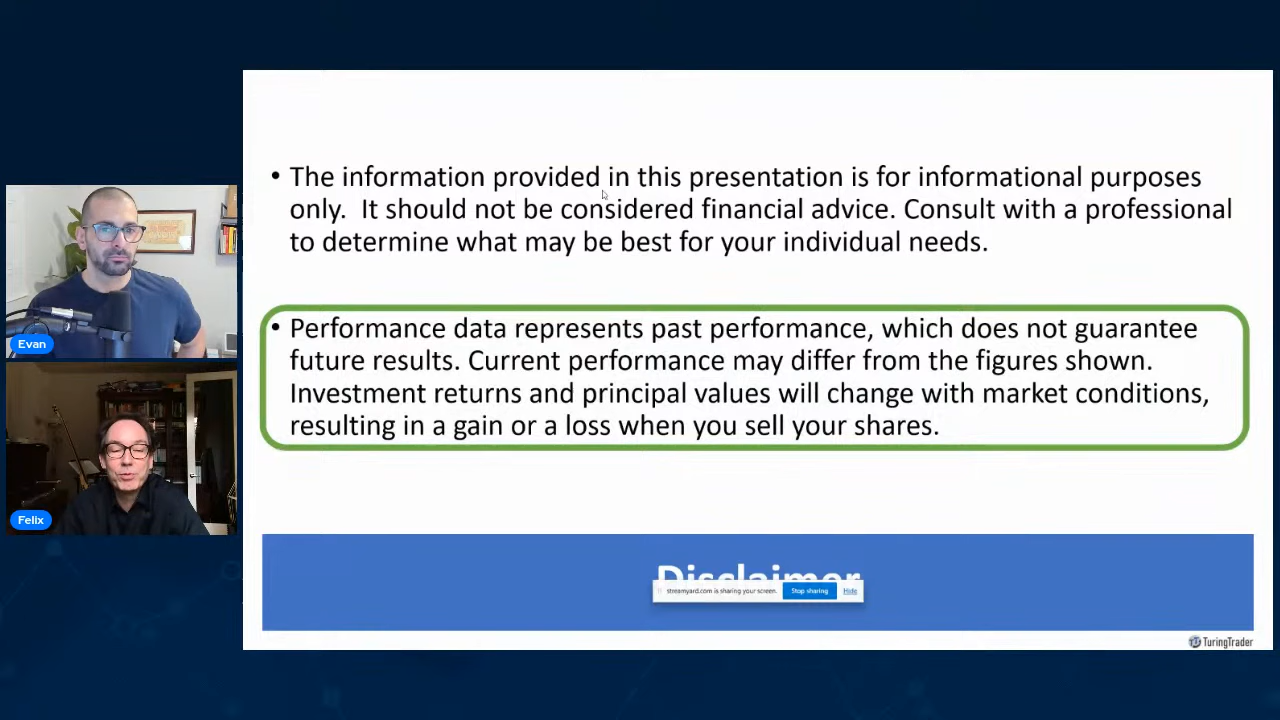 • The information provided in this presentation is for informational purposes
only.  It should not be considered financial advice. Consult with a professional
to determine what may be best for your individual needs.
• Performance data represents past performance, which does not guarantee
future results. Current performance may differ from the figures shown.
Investment returns and principal values will change with market conditions,
resulting in a gain or a loss when you sell your shares.
Evan
Felix
Disclaimer
streamyard.com is sharing your screen. Stop sharing Hide
TuringTrader